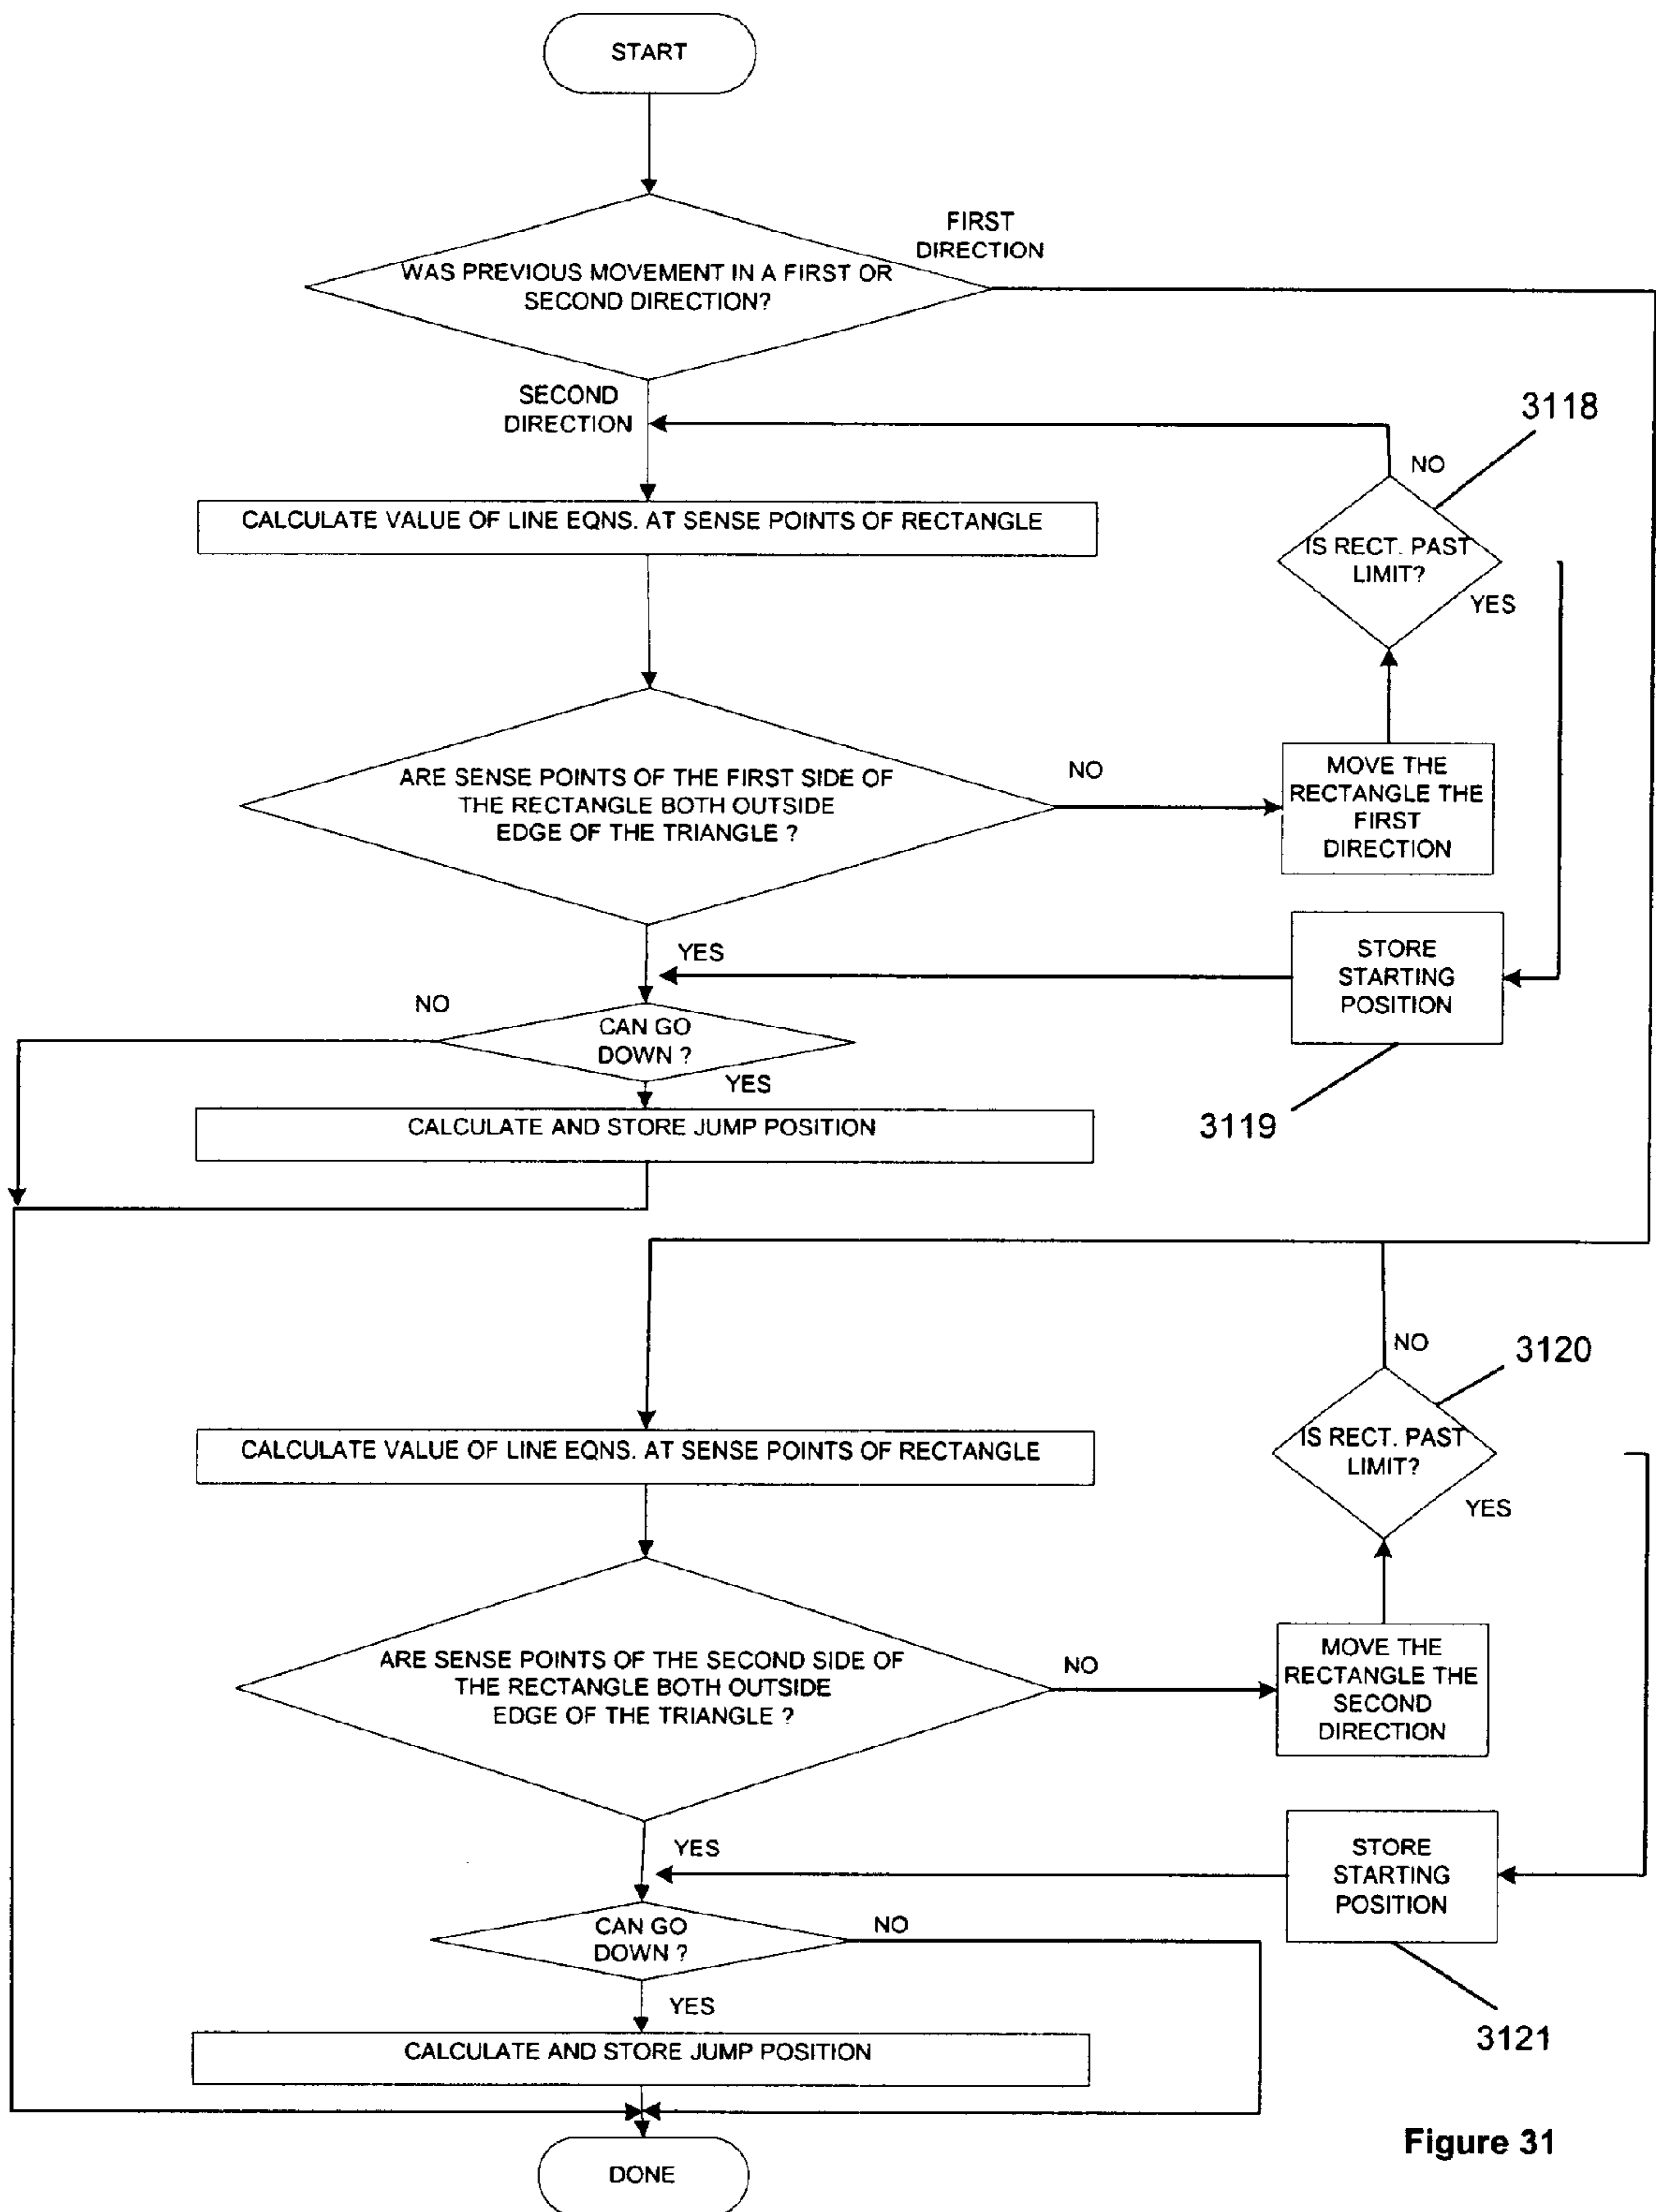 START
FIRST
DIRECTION
WAS PREVIOUS MOVEMENT IN A FIRST OR
SECOND DIRECTION?
SECOND
DIRECTION
3118
NO
CALCULATE VALUE OF LINE EQNS. AT SENSE POINTS OF RECTANGLE
IS RECT. PAST
LIMIT?
YES
ARE SENSE POINTS OF THE FIRST SIDE OF
THE RECTANGLE BOTH OUTSIDE
EDGE OF THE TRIANGLE ?
NO
MOVE THE
RECTANGLE THE
FIRST
DIRECTION
YES
STORE
STARTING
POSITION
NO
CAN GO
DOWN ?
YES
3119
CALCULATE AND STORE JUMP POSITION
NO
3120
CALCULATE VALUE OF LINE EQNS. AT SENSE POINTS OF RECTANGLE
IS RECT. PAST
LIMIT?
YES
ARE SENSE POINTS OF THE SECOND SIDE OF
THE RECTANGLE BOTH OUTSIDE
EDGE OF THE TRIANGLE ?
NO
MOVE THE
RECTANGLE THE
SECOND
DIRECTION
YES
STORE
STARTING
POSITION
CAN GO
DOWN ?
NO
YES
3121
CALCULATE AND STORE JUMP POSITION
DONE
Figure 31